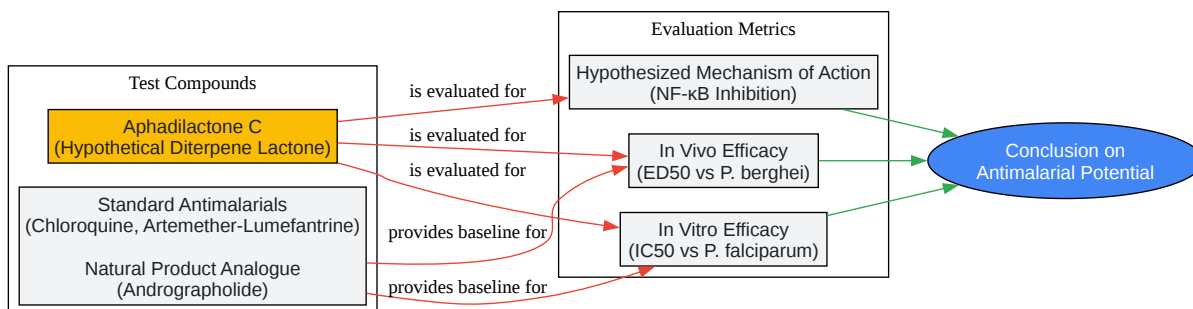 Evaluation Metrics
Test Compounds
Hypothesized Mechanism of Action
(NF-κB Inhibition)
is evaluated for
Aphadilactone C
(Hypothetical Diterpene Lactone)
is evaluated for
In Vivo Efficacy
(ED50 vs P. berghei)
Conclusion on
Antimalarial Potential
is evaluated for
Standard Antimalarials
(Chloroquine, Artemether-Lumefantrine)
Natural Product Analogue
(Andrographolide)
provides baseline for
In Vitro Efficacy
(IC50 vs P. falciparum)
provides baseline for